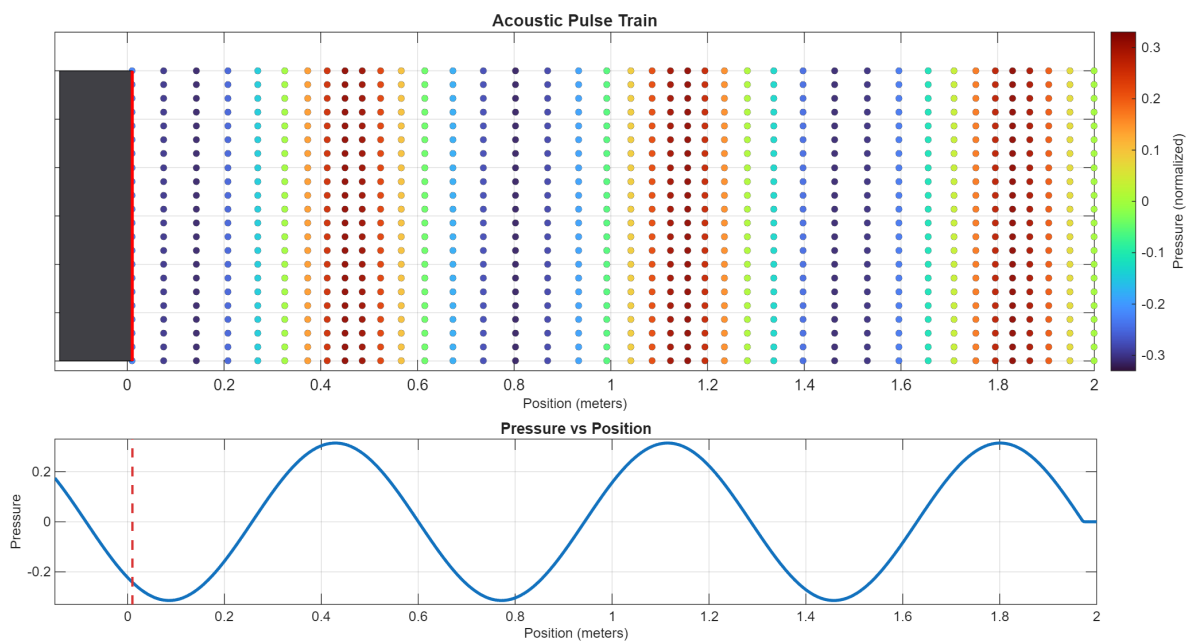 Acoustic Pulse Train
0 0.2 0.4 0.6 0.8 1 1.2 1.4 1.6 1.8 2
Position (meters)
0.3
0.2
0.1
0
-0.1
-0.2
-0.3
Pressure (normalized)
Pressure vs Position
0.2
0
-0.2
Pressure
0 0.2 0.4 0.6 0.8 1 1.2 1.4 1.6 1.8 2
Position (meters)